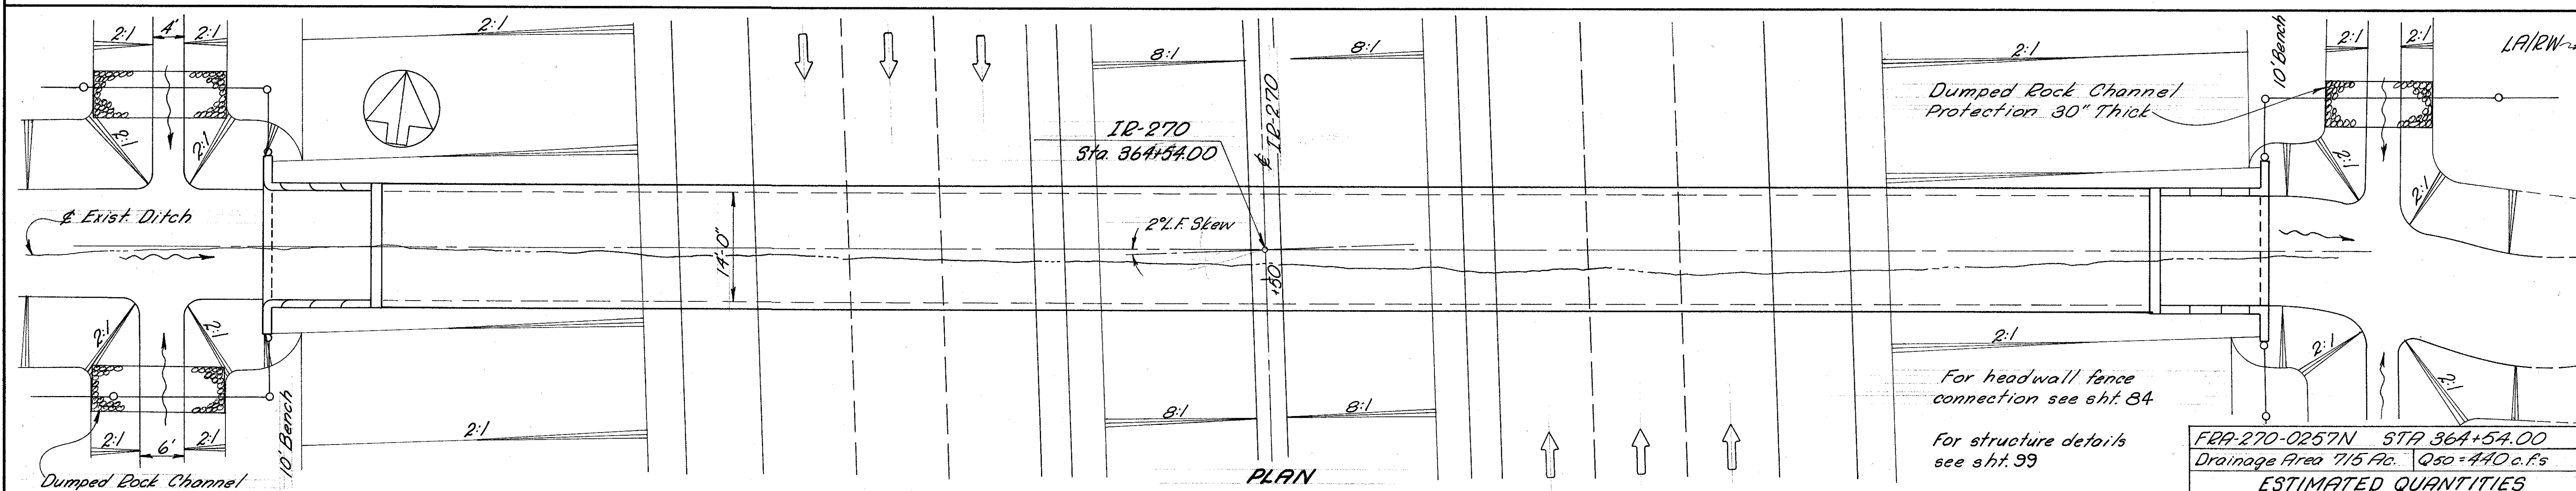 2:1
4'
2:1
2:1
8:1
8:1
2:1
10' Bench
2:1
2:1
LA/RW
Dumped Rock Channel
Protection 30" Thick
IR-270
Sta. 364+54.00
℄ IR-270
2:1
2:1
2:1
2:1
℄ Exist. Ditch
14'-0"
2° L.F. Skew
+50
2:1
2:1
2:1
2:1
2:1
For headwall fence
connection see sht. 84
8:1
8:1
2:1
2:1
6'
2:1
10' Bench
For structure details
see sht. 99
Dumped Rock Channel
PLAN
FRA-270-0257N STA 364+54.00
Drainage Area 715 Ac. Q50=440 c.f.s
ESTIMATED QUANTITIES